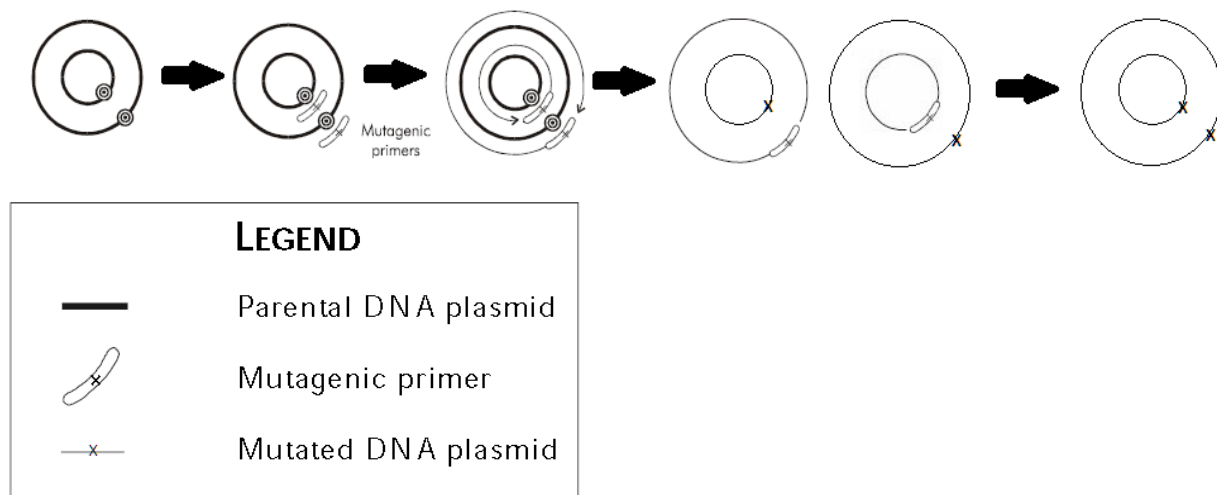 Mutagenic
primers
LEGEND
Parental DNA plasmid
Mutagenic primer
x Mutated DNA plasmid